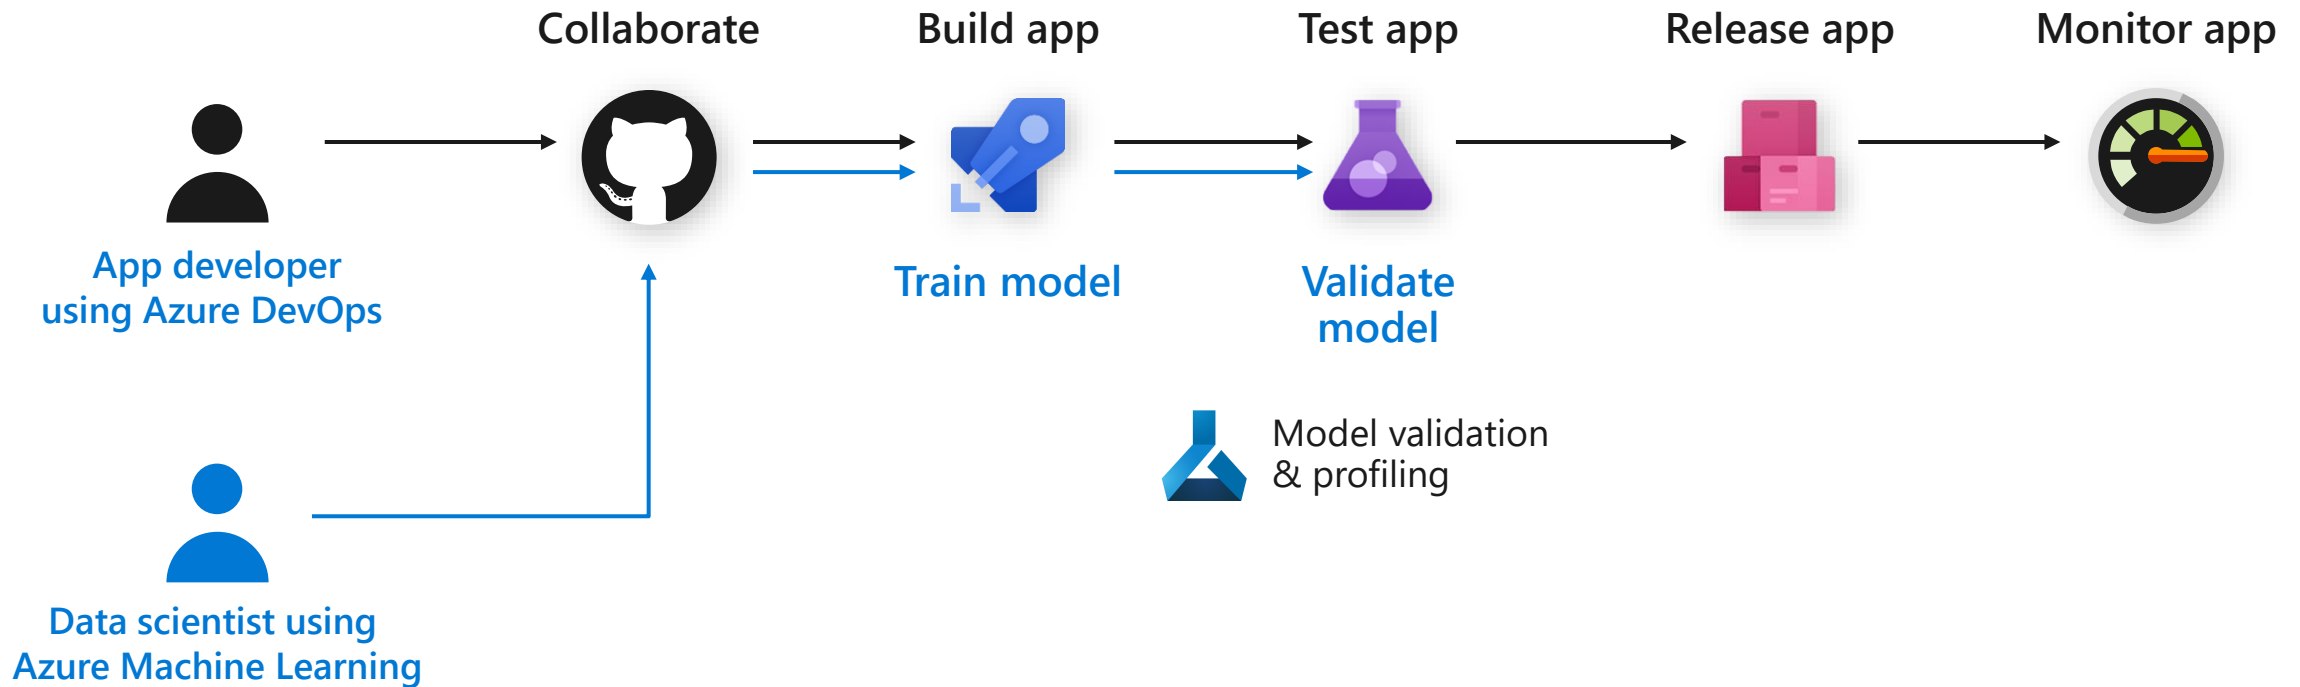 Collaborate
Build app
Test app
Release app
Monitor app
App developer
using Azure DevOps
Train model
Validate
model
Model validation
& profiling
Data scientist using
Azure Machine Learning